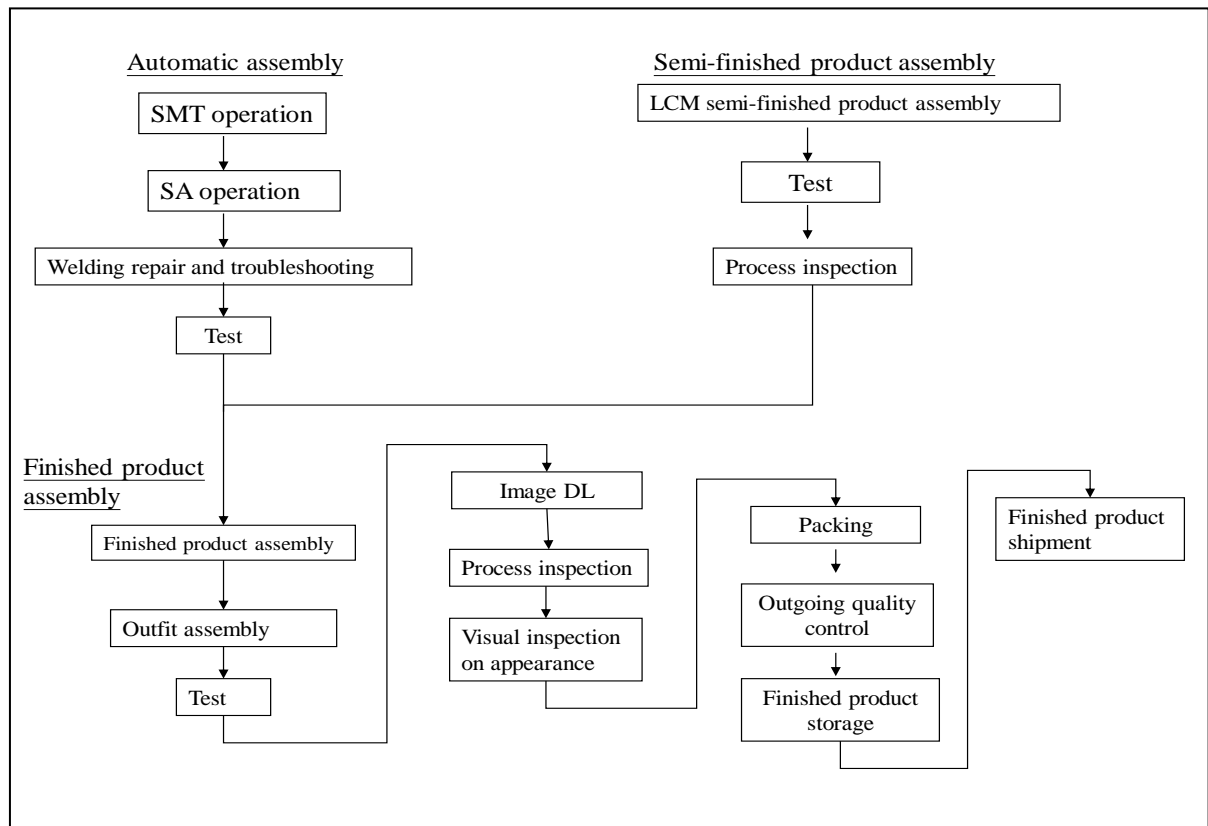 Automatic assembly
SMT operation
SA operation
Welding repair and troubleshooting
Test
Semi-finished product assembly
LCM semi-finished product assembly
Test
Process inspection
Finished product
assembly
Finished product assembly
Outfit assembly
Test
Image DL
Process inspection
Visual inspection
on appearance
Packing
Outgoing quality
control
Finished product
storage
Finished product
shipment